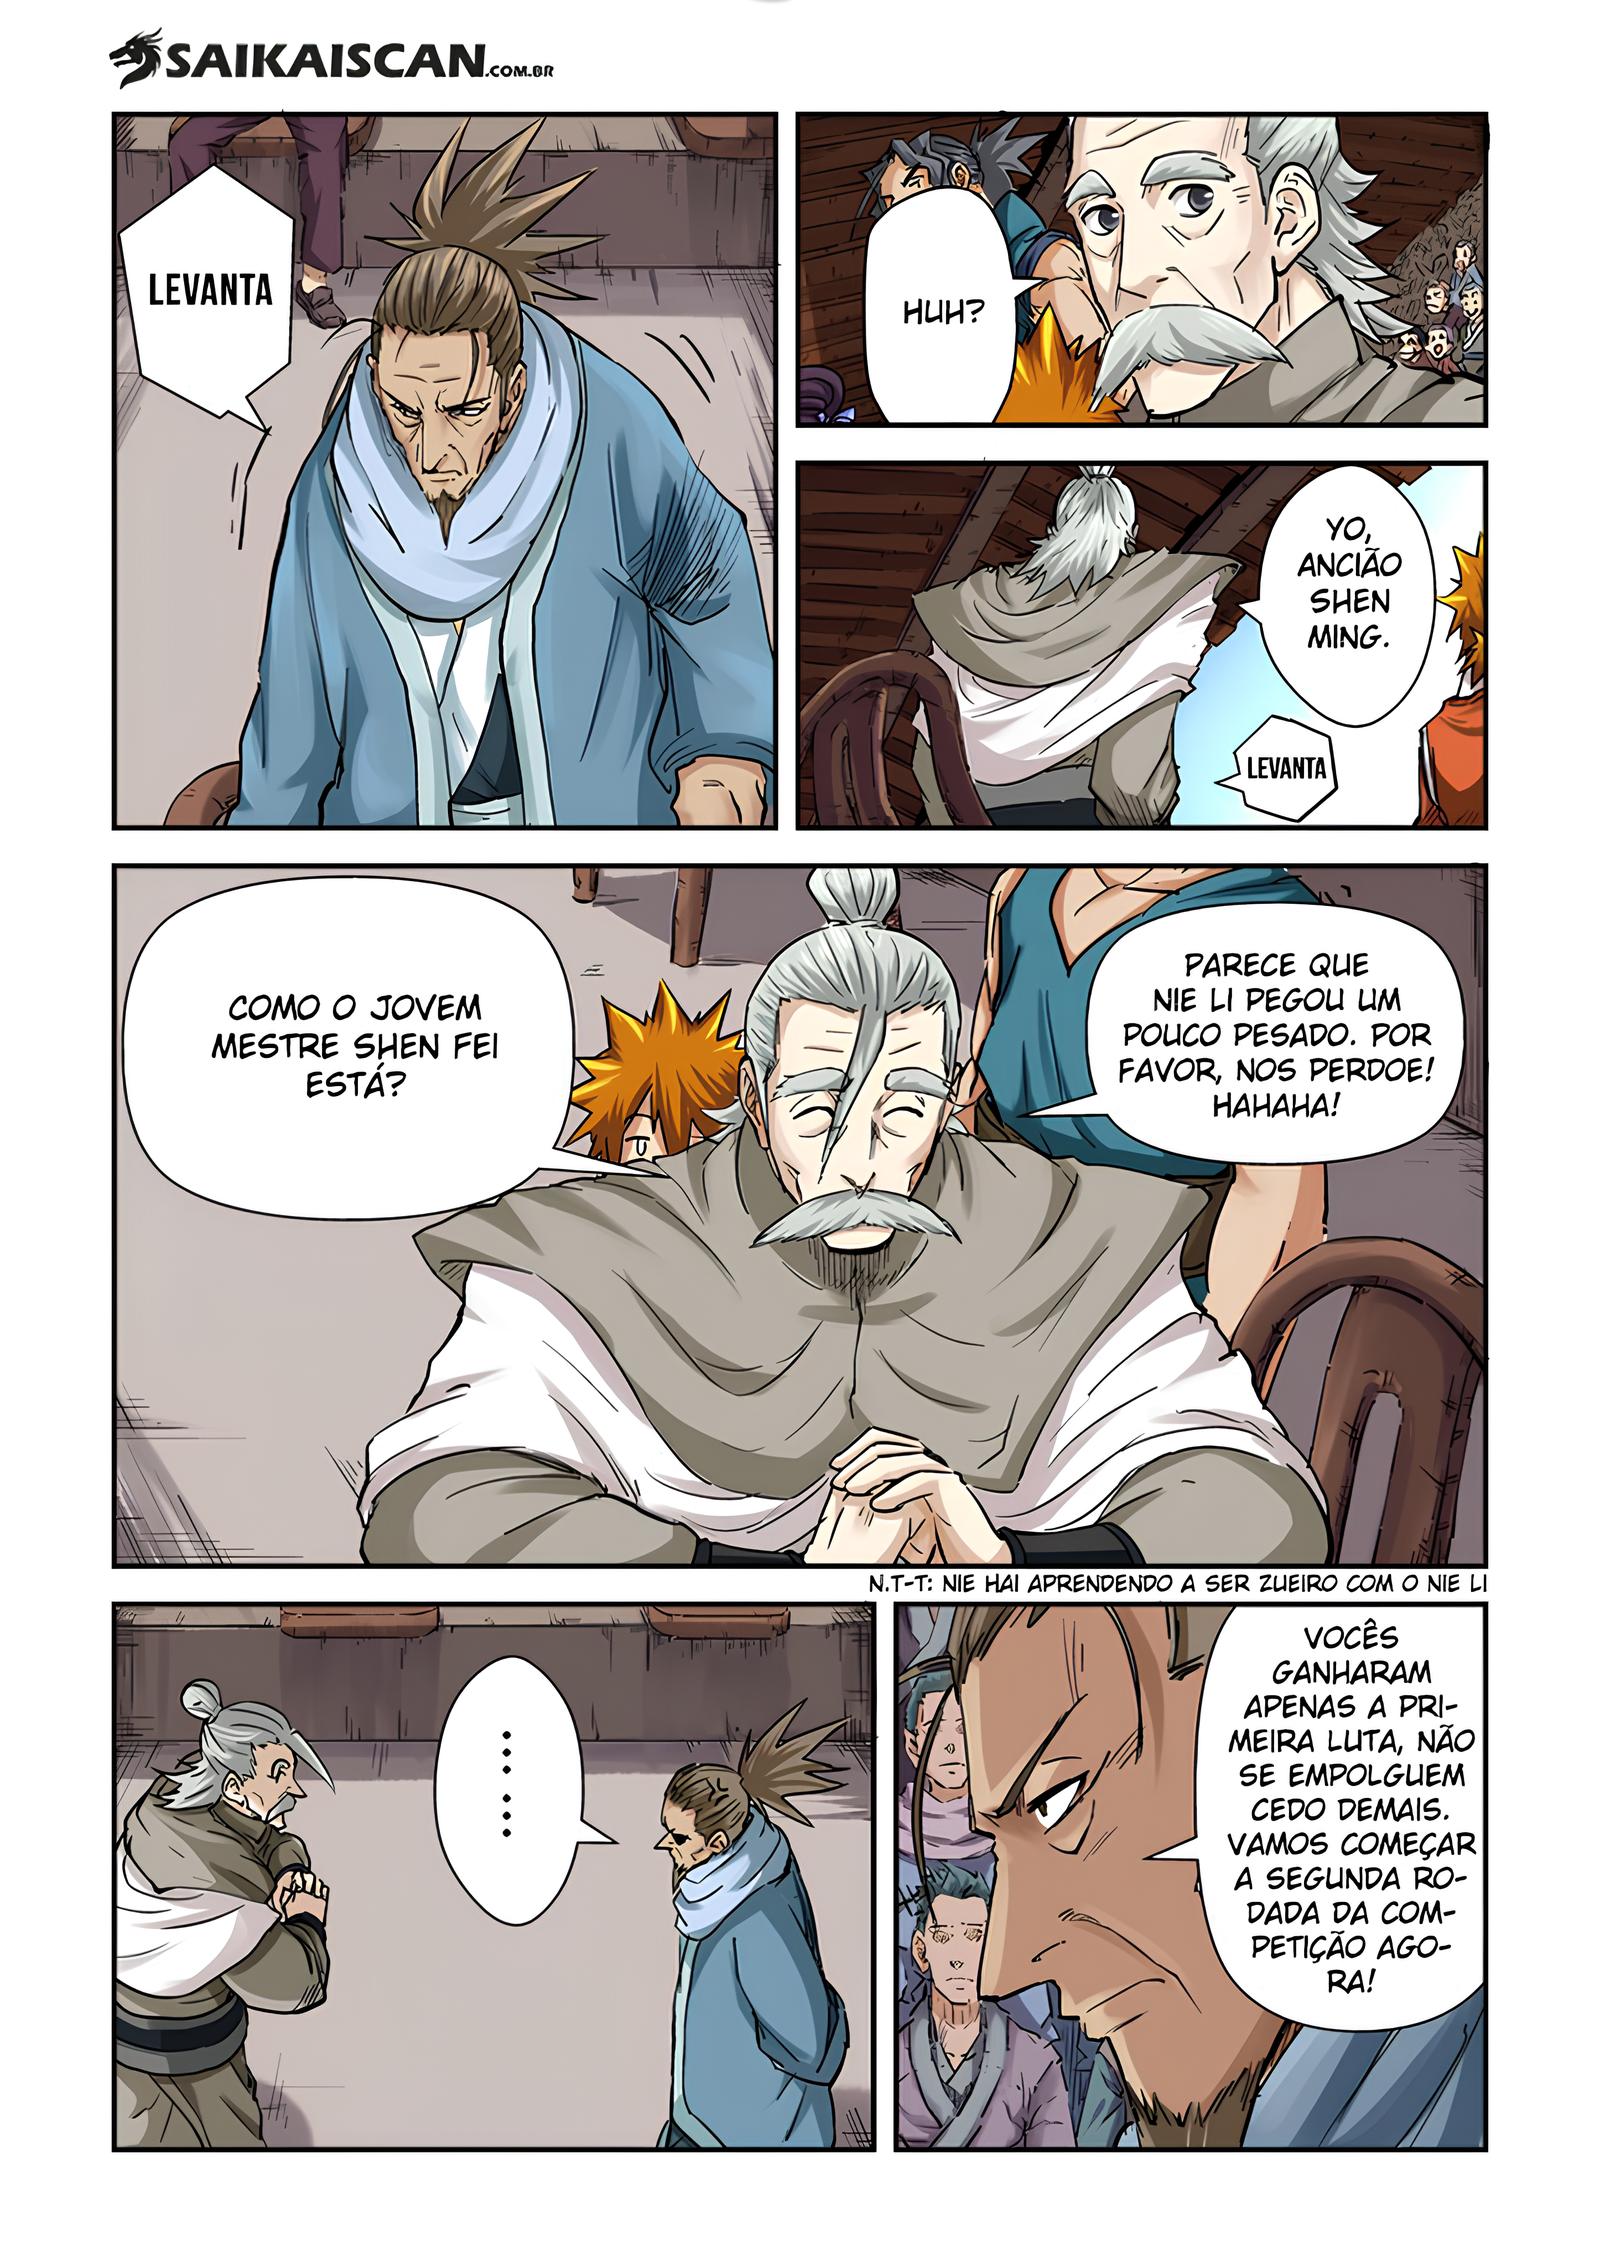 SAIKAISCAN.COM.BR
LEVANTA
HUH?
YO,
ANCIÃO
SHEN
MING.
LEVANTA
COMO O JOVEM
MESTRE SHEN FEI
ESTÁ?
PARECE QUE
NIE LI PEGOU UM
POUCO PESADO. POR
FAVOR, NOS PERDOE!
HAHAHA!
N.T-T: NIE HAI APRENDENDO A SER ZUEIRO COM O NIE LI
......
VOCÊS
GANHARAM
APENAS A PRI-
MEIRA LUTA, NÃO
SE EMPOLGUEM
CEDO DEMAIS.
VAMOS COMEÇAR
A SEGUNDA RO-
DADA DA COM-
PETIÇÃO AGO-
RA!